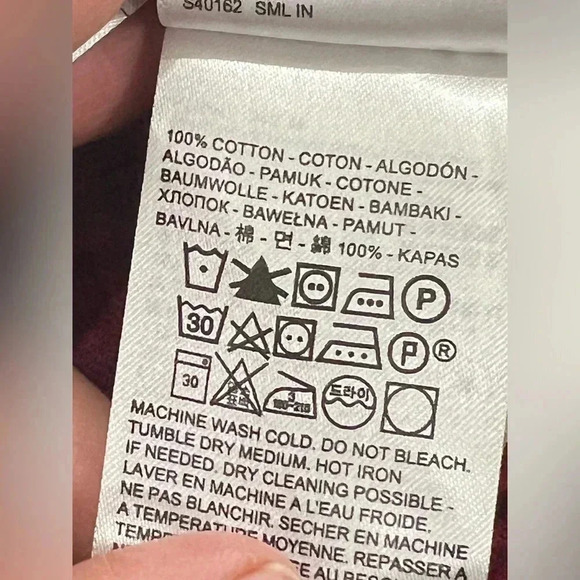 S40162 SML IN
100% COTTON - COTON - ALGODÓN -
ALGODÃO - PAMUK - COTONE -
BAUMWOLLE - KATOEN - BAMBAKI -
ХЛОПОК - BAWEŁNA - PAMUT -
BAVLNA - 棉 - 면 - 綿 100% - KAPAS
P
30 P ®
30 3 180-210 드라이
MACHINE WASH COLD. DO NOT BLEACH.
TUMBLE DRY MEDIUM. HOT IRON
IF NEEDED. DRY CLEANING POSSIBLE -
LAVER EN MACHINE A L'EAU FROIDE.
NE PAS BLANCHIR. SECHER EN MACHINE
A TEMPERATURE MOYENNE. REPASSER A